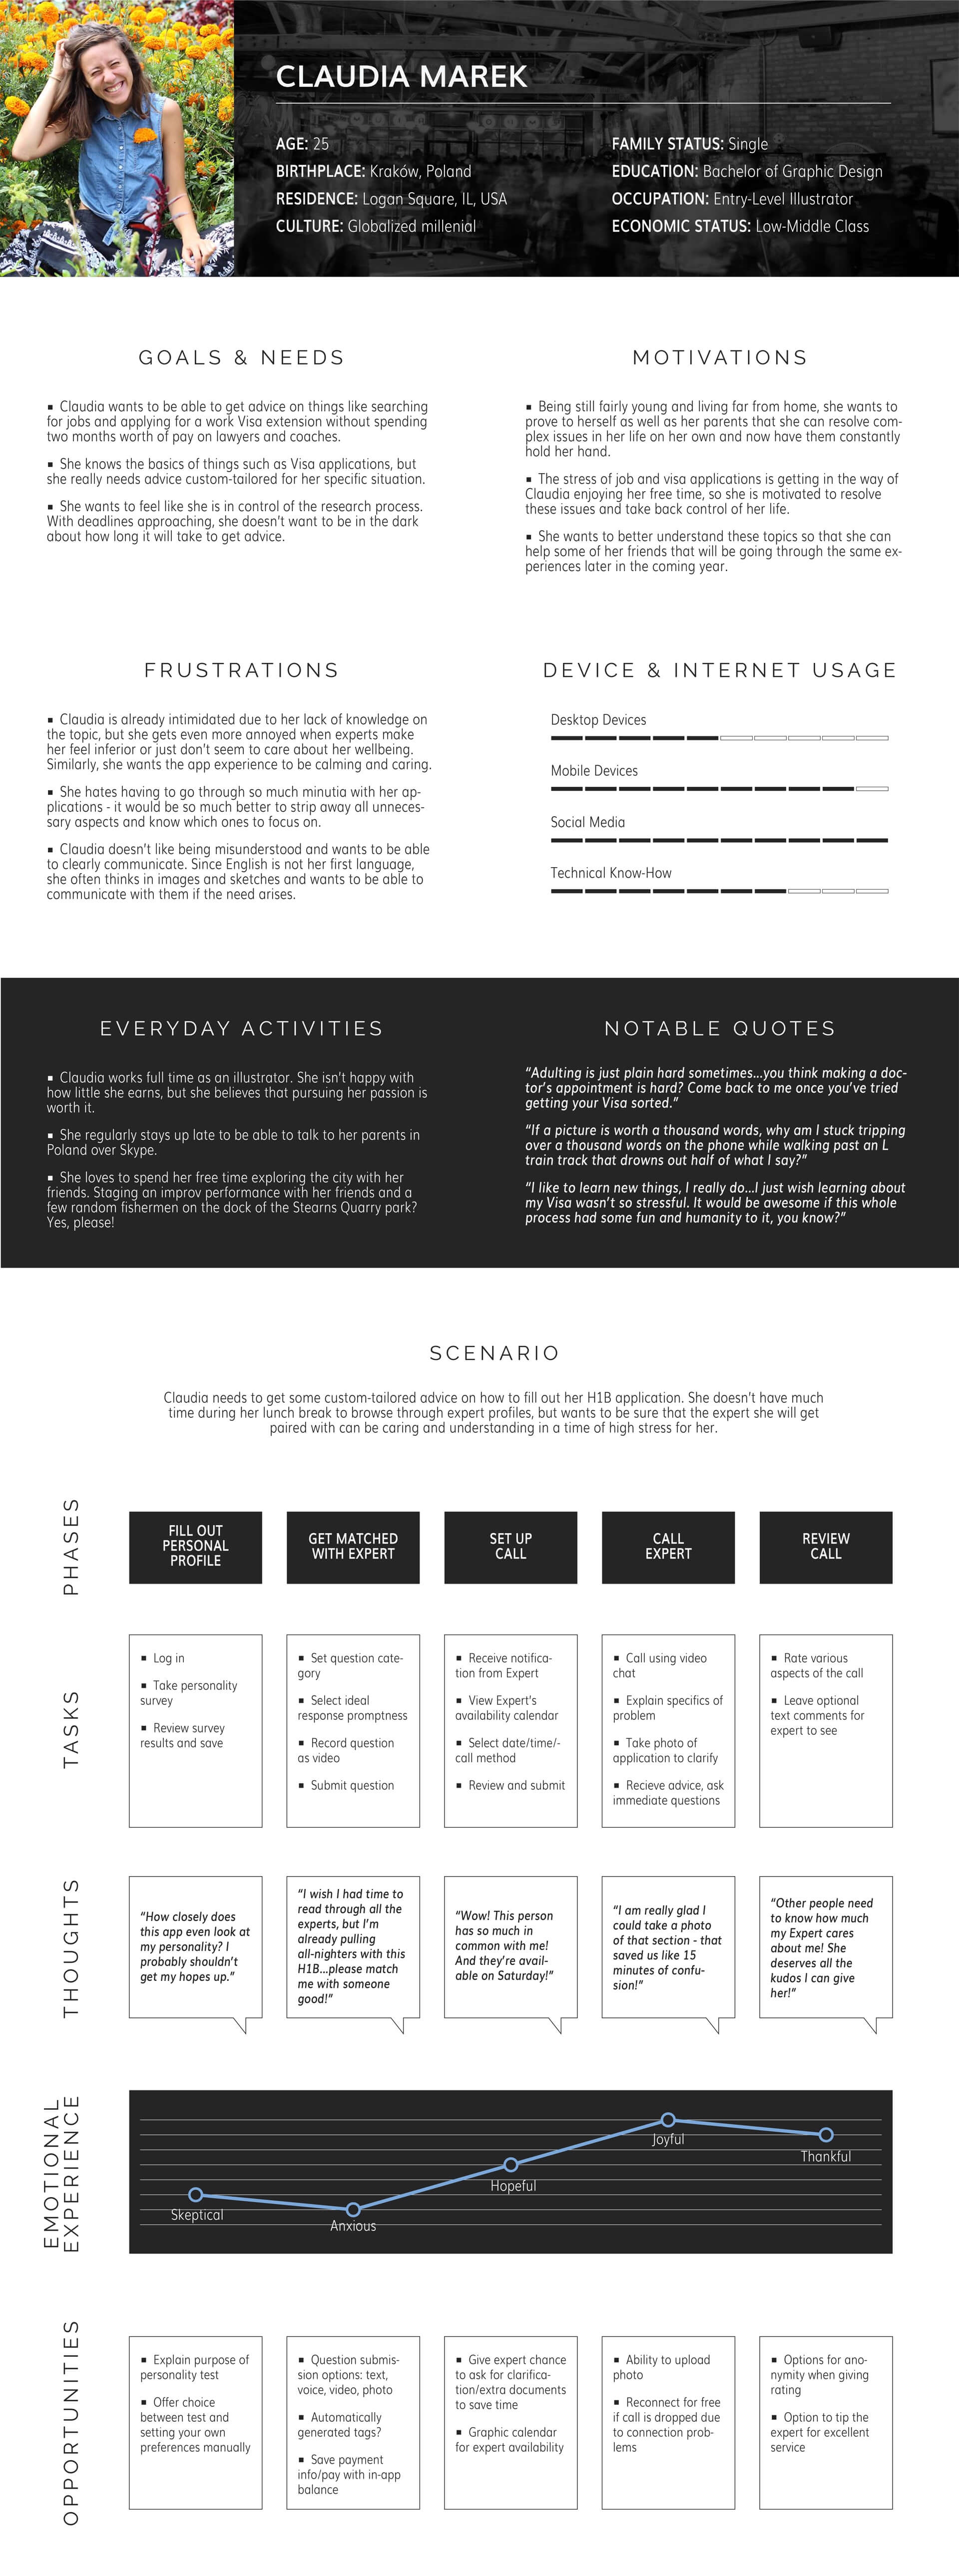 CLAUDIA MAREK
AGE: 25
BIRTHPLACE: Kraków, Poland
RESIDENCE: Logan Square, IL, USA
CULTURE: Globalized millenial
FAMILY STATUS: Single
EDUCATION: Bachelor of Graphic Design
OCCUPATION: Entry-Level Illustrator
ECONOMIC STATUS: Low-Middle Class
GOALS & NEEDS
▪ Claudia wants to be able to get advice on things like searching
for jobs and applying for a work Visa extension without spending
two months worth of pay on lawyers and coaches.
▪ She knows the basics of things such as Visa applications, but
she really needs advice custom-tailored for her specific situation.
▪ She wants to feel like she is in control of the research process.
With deadlines approaching, she doesn't want to be in the dark
about how long it will take to get advice.
MOTIVATIONS
▪ Being still fairly young and living far from home, she wants to
prove to herself as well as her parents that she can resolve com-
plex issues in her life on her own and now have them constantly
hold her hand.
▪ The stress of job and visa applications is getting in the way of
Claudia enjoying her free time, so she is motivated to resolve
these issues and take back control of her life.
▪ She wants to better understand these topics so that she can
help some of her friends that will be going through the same ex-
periences later in the coming year.
FRUSTRATIONS
▪ Claudia is already intimidated due to her lack of knowledge on
the topic, but she gets even more annoyed when experts make
her feel inferior or just don't seem to care about her wellbeing.
Similarly, she wants the app experience to be calming and caring.
▪ She hates having to go through so much minutia with her ap-
plications - it would be so much better to strip away all unneces-
sary aspects and know which ones to focus on.
▪ Claudia doesn't like being misunderstood and wants to be able
to clearly communicate. Since English is not her first language,
she often thinks in images and sketches and wants to be able to
communicate with them if the need arises.
DEVICE & INTERNET USAGE
Desktop Devices
Mobile Devices
Social Media
Technical Know-How
EVERYDAY ACTIVITIES
▪ Claudia works full time as an illustrator. She isn't happy with
how little she earns, but she believes that pursuing her passion is
worth it.
▪ She regularly stays up late to be able to talk to her parents in
Poland over Skype.
▪ She loves to spend her free time exploring the city with her
friends. Staging an improv performance with her friends and a
few random fishermen on the dock of the Stearns Quarry park?
Yes, please!
NOTABLE QUOTES
“Adulting is just plain hard sometimes...you think making a doc-
tor's appointment is hard? Come back to me once you've tried
getting your Visa sorted.”
“If a picture is worth a thousand words, why am I stuck tripping
over a thousand words on the phone while walking past an L
train track that drowns out half of what I say?”
“I like to learn new things, I really do...I just wish learning about
my Visa wasn't so stressful. It would be awesome if this whole
process had some fun and humanity to it, you know?”
SCENARIO
Claudia needs to get some custom-tailored advice on how to fill out her H1B application. She doesn't have much
time during her lunch break to browse through expert profiles, but wants to be sure that the expert she will get
paired with can be caring and understanding in a time of high stress for her.
PHASES
FILL OUT
PERSONAL
PROFILE
GET MATCHED
WITH EXPERT
SET UP
CALL
CALL
EXPERT
REVIEW
CALL
TASKS
▪ Log in
▪ Take personality
survey
▪ Review survey
results and save
▪ Set question cate-
gory
▪ Select ideal
response promptness
▪ Record question
as video
▪ Submit question
▪ Receive notifica-
tion from Expert
▪ View Expert's
availability calendar
▪ Select date/time/-
call method
▪ Review and submit
▪ Call using video
chat
▪ Explain specifics of
problem
▪ Take photo of
application to clarify
▪ Recieve advice, ask
immediate questions
▪ Rate various
aspects of the call
▪ Leave optional
text comments for
expert to see
THOUGHTS
“How closely does
this app even look at
my personality? I
probably shouldn't
get my hopes up.”
“I wish I had time to
read through all the
experts, but I'm
already pulling
all-nighters with this
H1B...please match
me with someone
good!”
“Wow! This person
has so much in
common with me!
And they're avail-
able on Saturday!”
“I am really glad I
could take a photo
of that section - that
saved us like 15
minutes of confu-
sion!”
“Other people need
to know how much
my Expert cares
about me! She
deserves all the
kudos I can give
her!”
EMOTIONAL
EXPERIENCE
Skeptical
Anxious
Hopeful
Joyful
Thankful
OPPORTUNITIES
▪ Explain purpose of
personality test
▪ Offer choice
between test and
setting your own
preferences manually
▪ Question submis-
sion options: text,
voice, video, photo
▪ Automatically
generated tags?
▪ Save payment
info/pay with in-app
balance
▪ Give expert chance
to ask for clarifica-
tion/extra documents
to save time
▪ Graphic calendar
for expert availability
▪ Ability to upload
photo
▪ Reconnect for free
if call is dropped due
to connection prob-
lems
▪ Options for ano-
nymity when giving
rating
▪ Option to tip the
expert for excellent
service